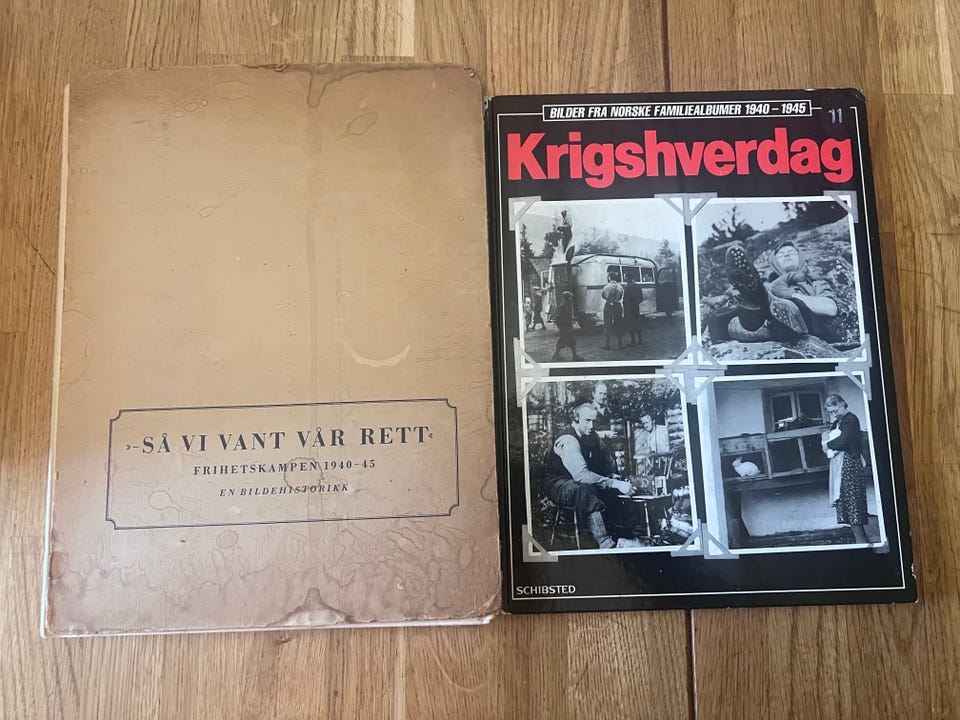 ›-SÅ VI VANT VÅR RETT‹
FRIHETSKAMPEN 1940-45
EN BILDEHISTORIKK
BILDER FRA NORSKE FAMILIEALBUMER 1940 – 1945
11
Krigshverdag
SCHIBSTED